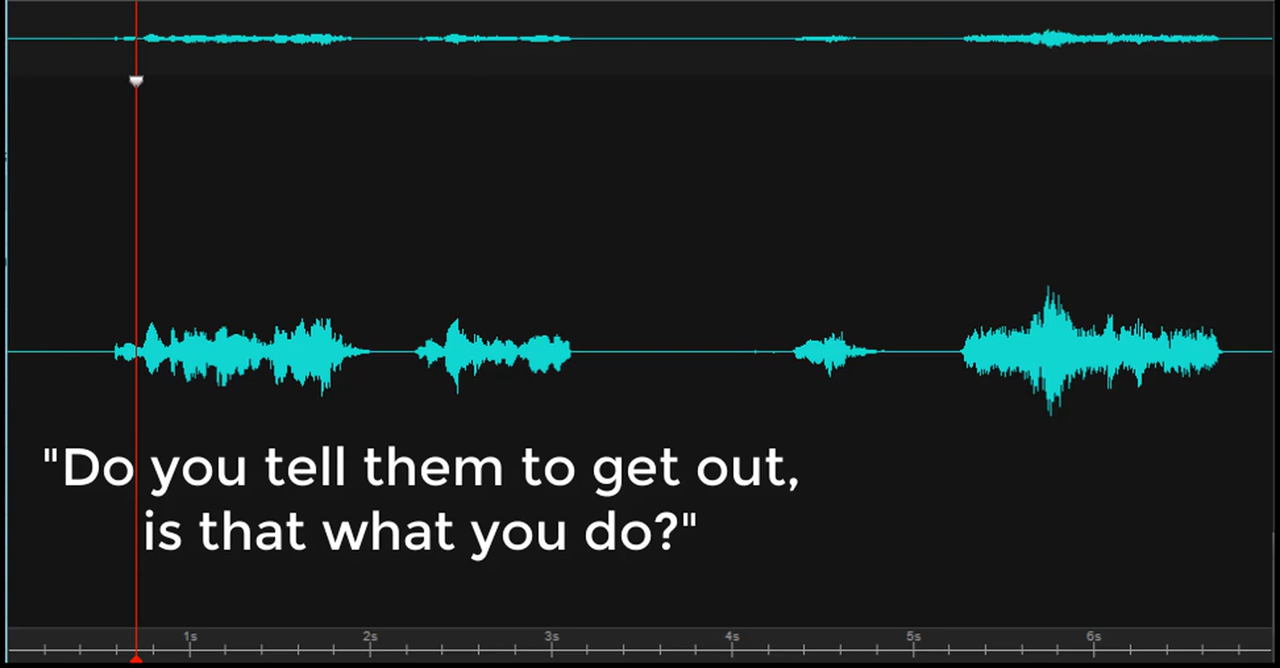 "Do you tell them to get out,
is that what you do?"
1s 2s 3s 4s 5s 6s